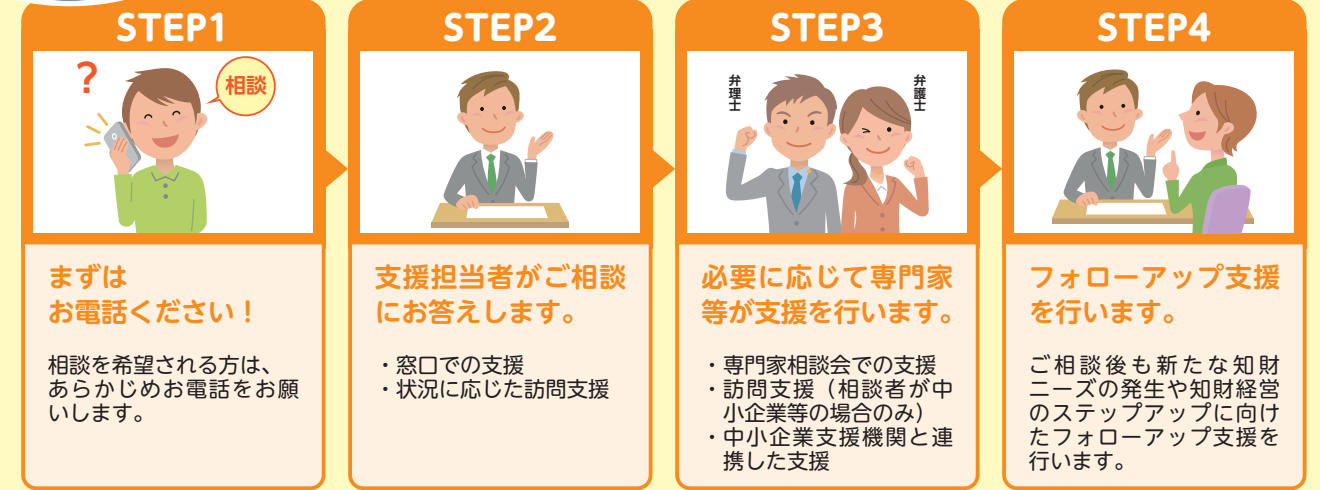 STEP1
？
相談
まずは
お電話ください！
相談を希望される方は、
あらかじめお電話をお願
いします。
STEP2
支援担当者がご相談
にお答えします。
・窓口での支援
・状況に応じた訪問支援
STEP3
弁理士
弁護士
必要に応じて専門家
等が支援を行います。
・専門家相談会での支援
・訪問支援（相談者が中
小企業等の場合のみ）
・中小企業支援機関と連
携した支援
STEP4
フォローアップ支援
を行います。
ご相談後も新たな知財
ニーズの発生や知財経営
のステップアップに向け
たフォローアップ支援を
行います。